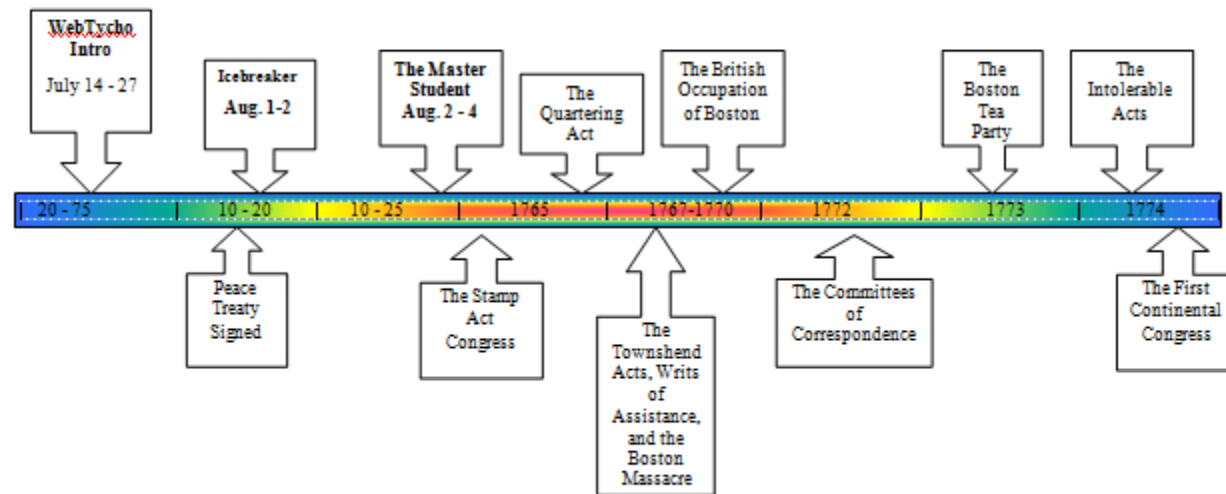 WebTycho
Intro
July 14 - 27
Icebreaker
Aug. 1-2
The Master
Student
Aug. 2 - 4
The
Quartering
Act
The British
Occupation
of Boston
The
Boston
Tea
Party
The
Intolerable
Acts
20 - 75
10 - 20
10 - 25
1765
1767-1770
1772
1773
1774
Peace
Treaty
Signed
The Stamp
Act
Congress
The
Townshend
Acts, Writs
of
Assistance,
and the
Boston
Massacre
The Committees
of
Correspondence
The First
Continental
Congress